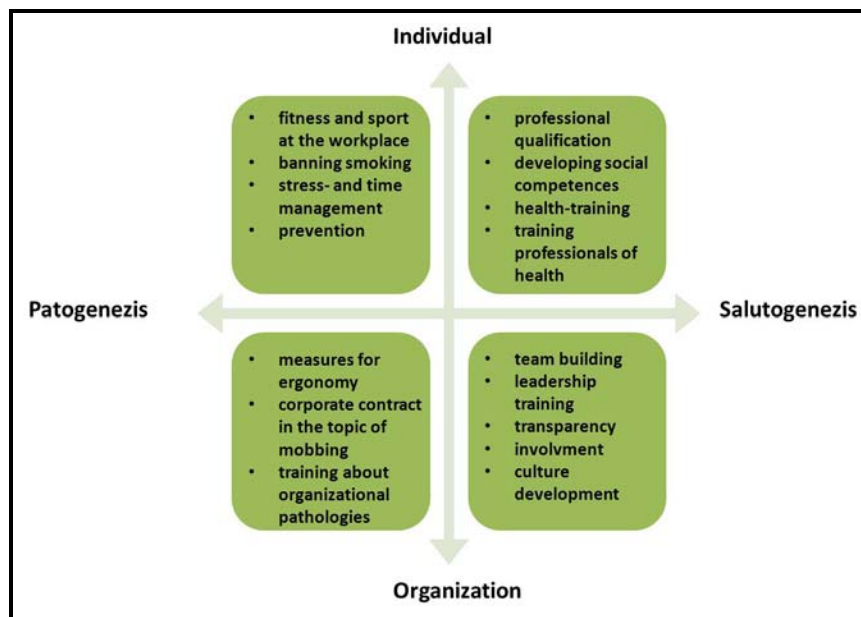 Individual
• fitness and sport
at the workplace
• banning smoking
• stress- and time
management
• prevention
• professional
qualification
• developing social
competences
• health-training
• training
professionals of
health
Patogenezis
Salutogenezis
• measures for
ergonomy
• corporate contract
in the topic of
mobbing
• training about
organizational
pathologies
• team building
• leadership
training
• transparency
• involvment
• culture
development
Organization